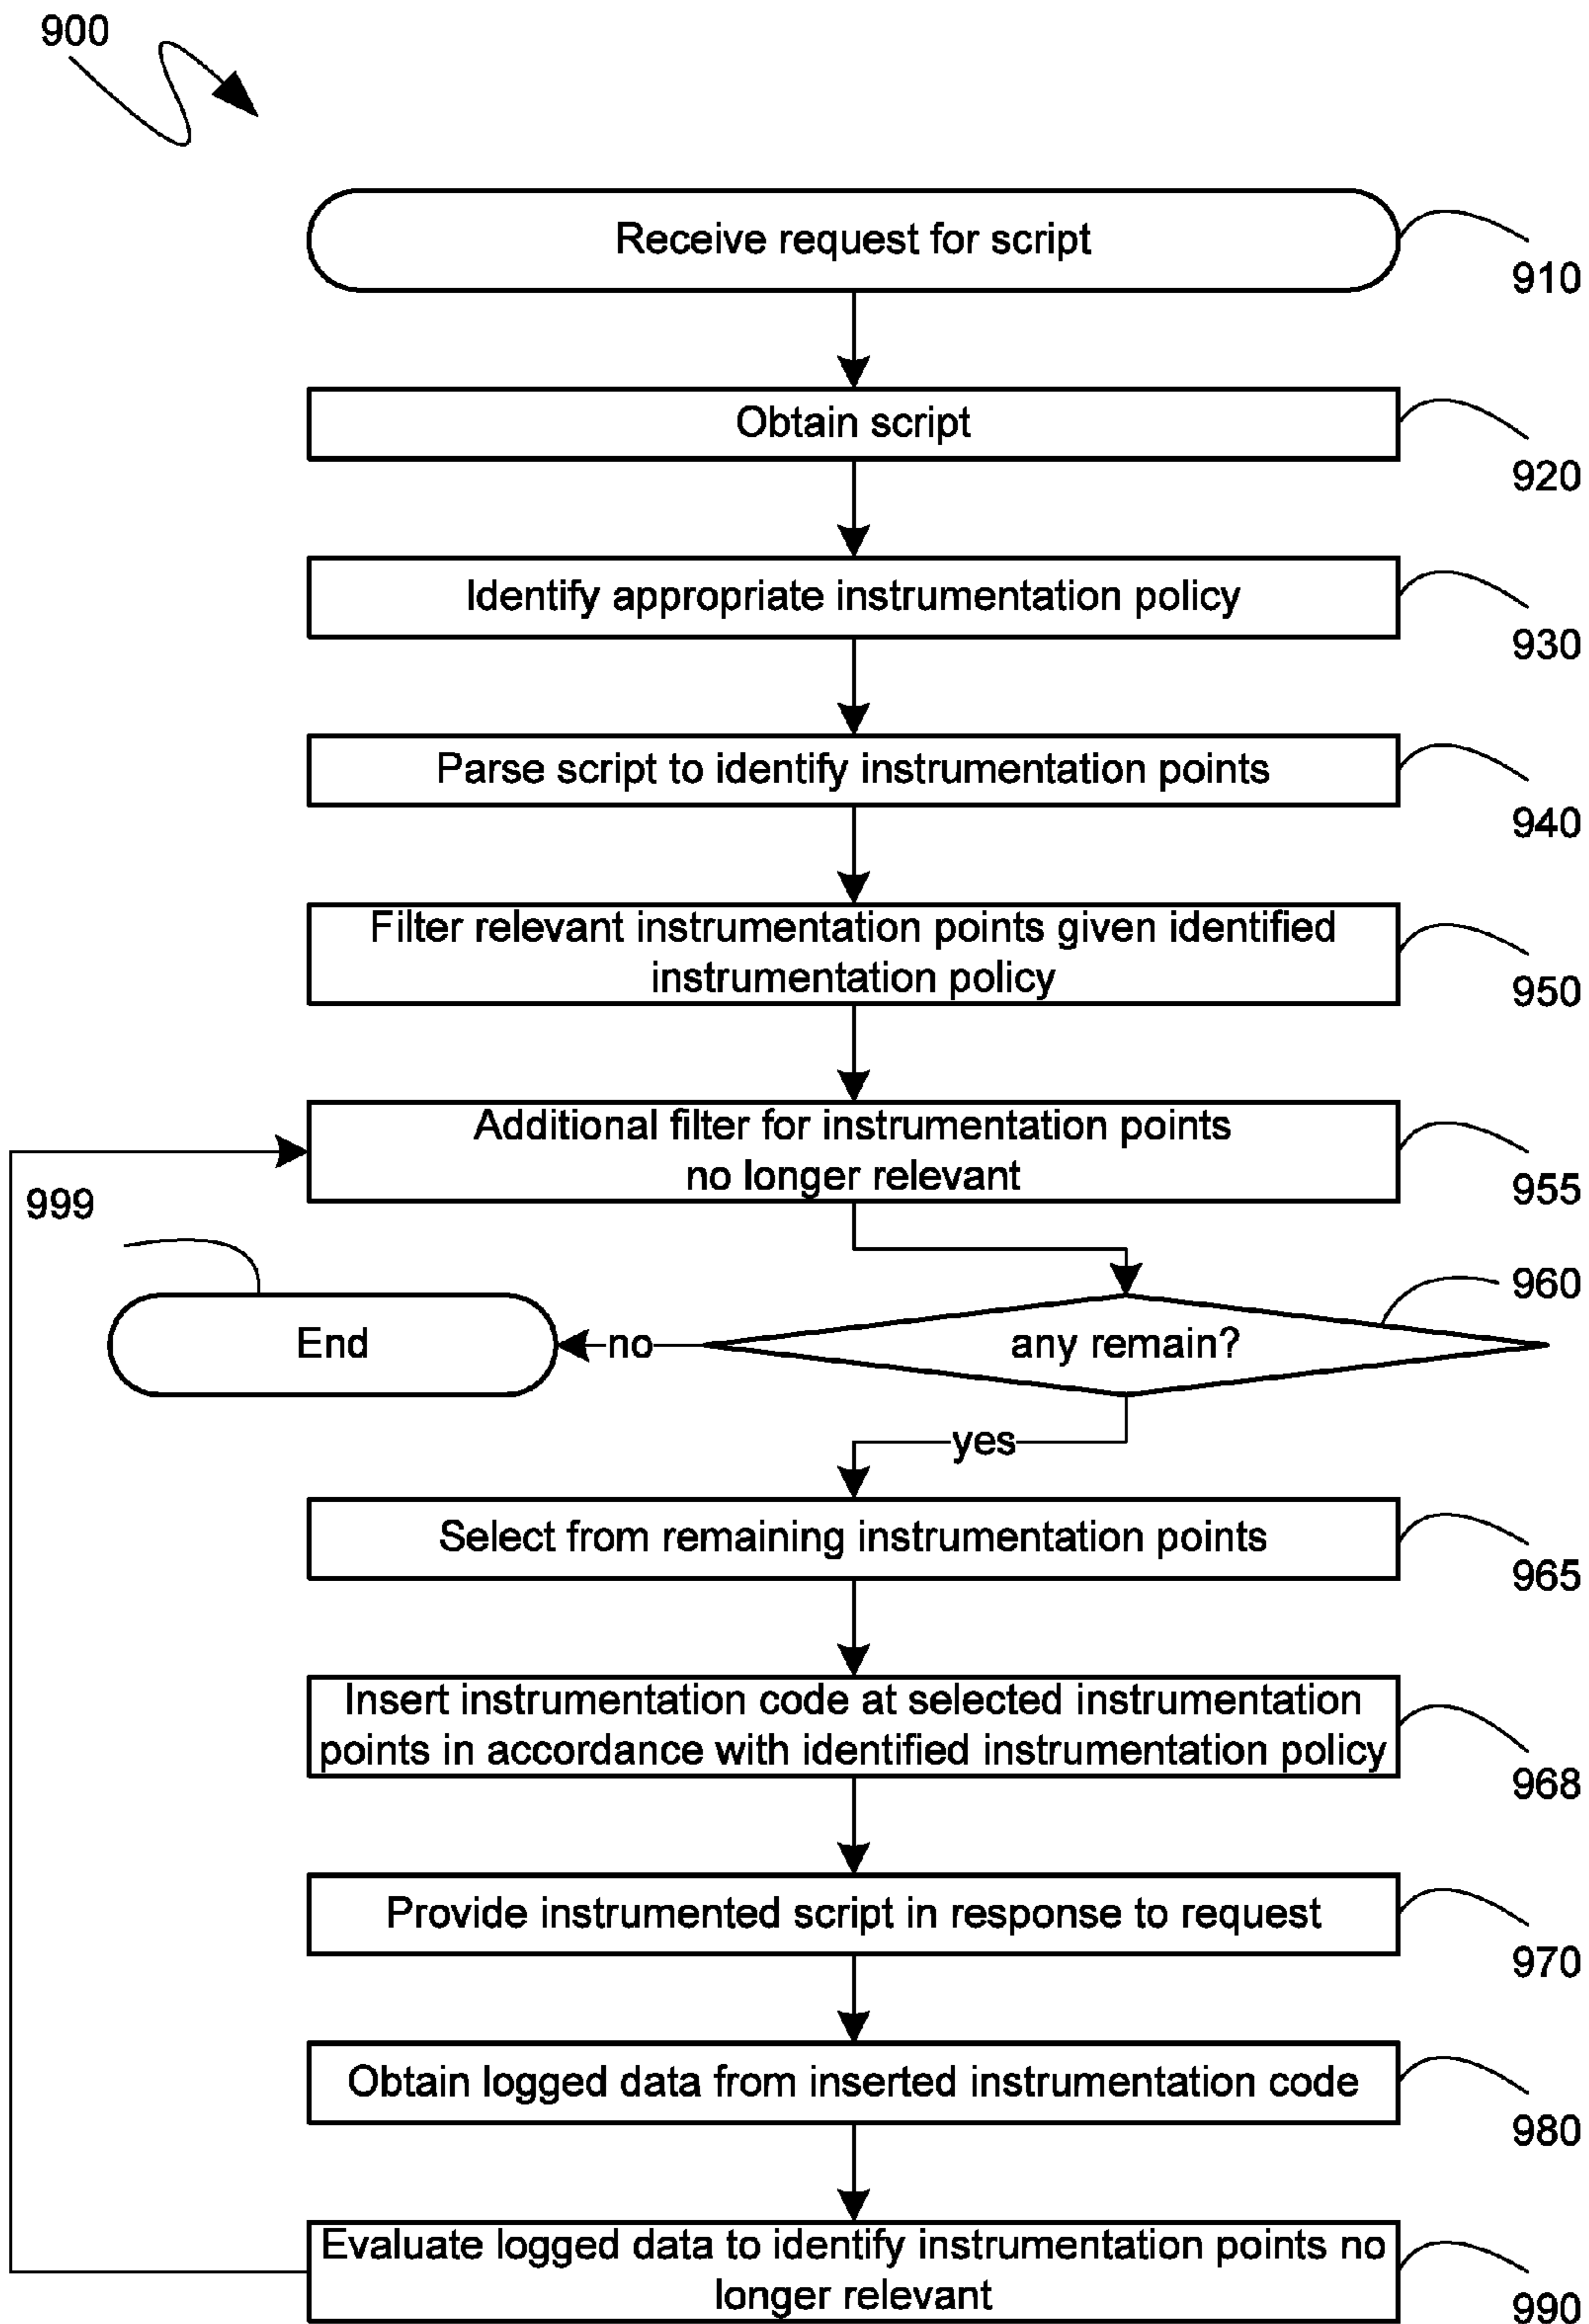 900
Receive request for script
910
Obtain script
920
Identify appropriate instrumentation policy
930
Parse script to identify instrumentation points
940
Filter relevant instrumentation points given identified
instrumentation policy
950
Additional filter for instrumentation points
no longer relevant
955
999
960
End
no
any remain?
yes
Select from remaining instrumentation points
965
Insert instrumentation code at selected instrumentation
points in accordance with identified instrumentation policy
968
Provide instrumented script in response to request
970
Obtain logged data from inserted instrumentation code
980
Evaluate logged data to identify instrumentation points no
longer relevant
990